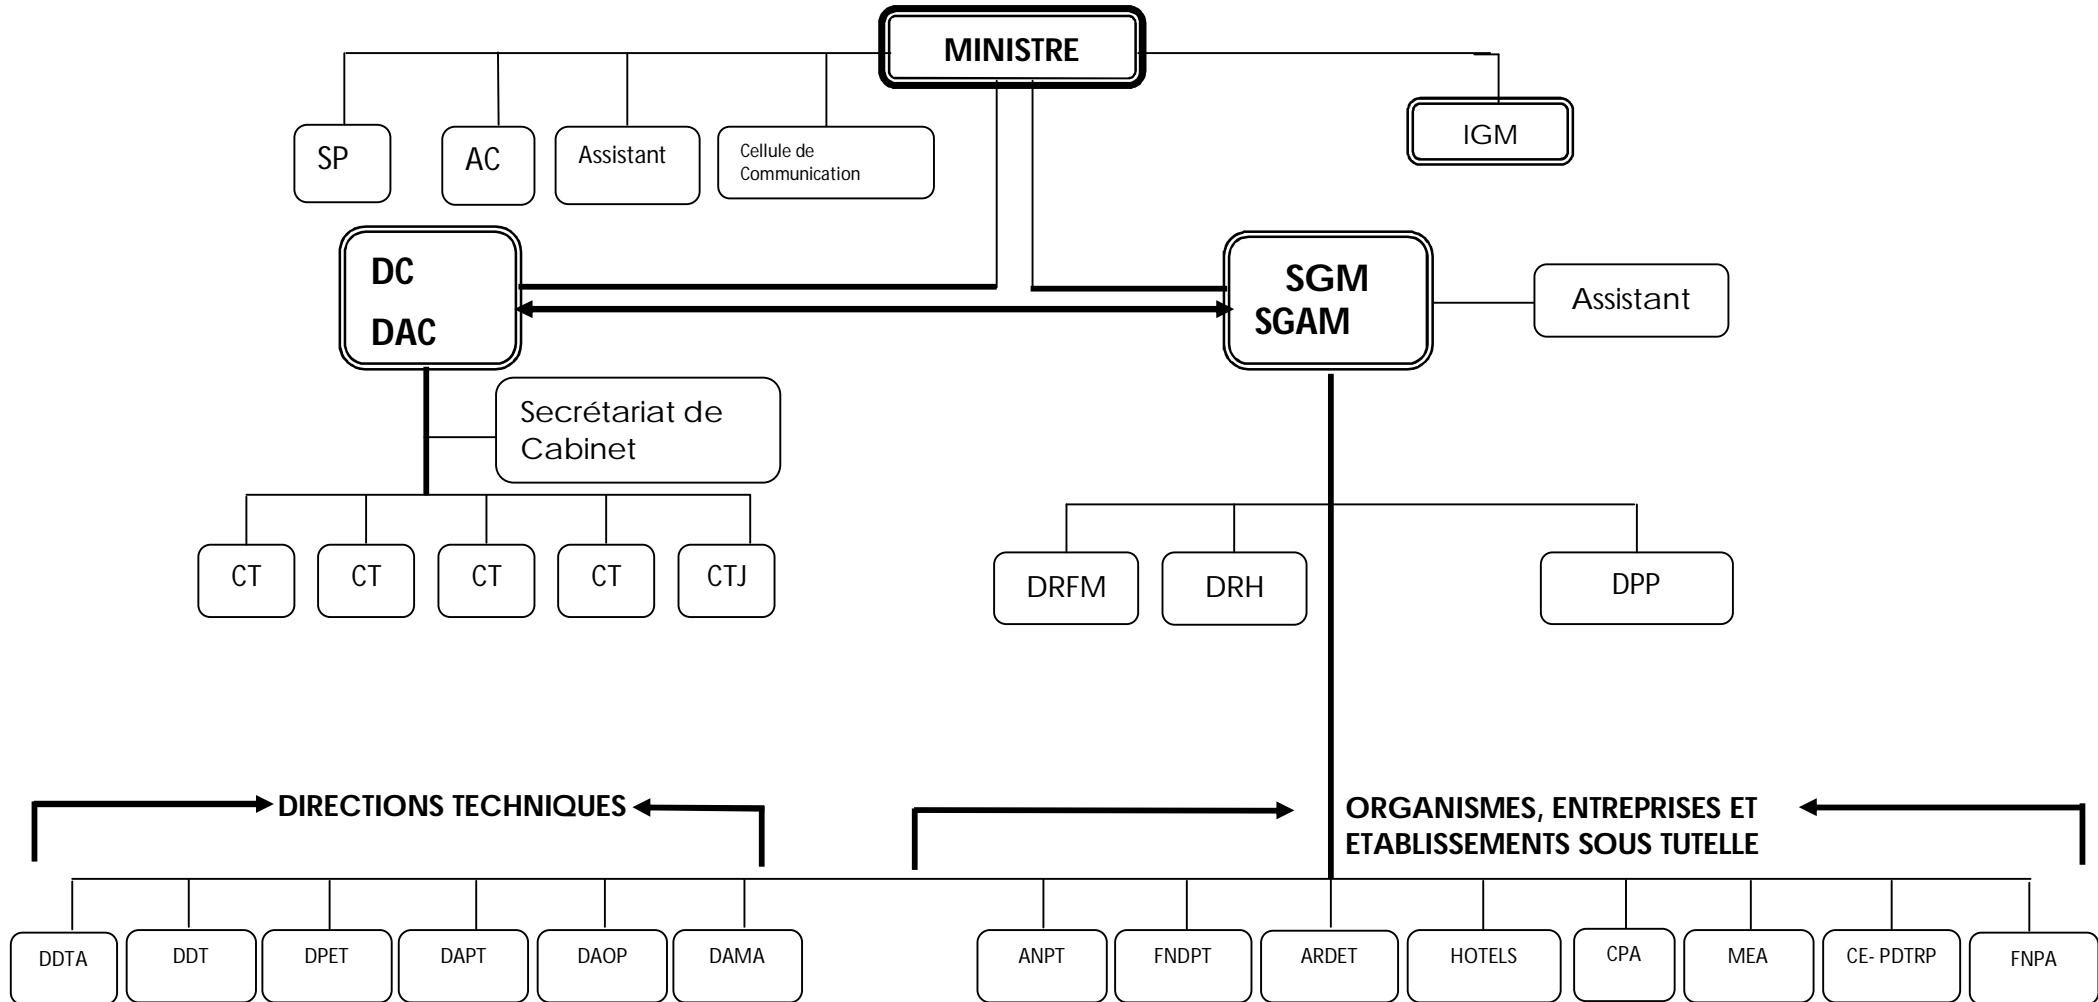 MINISTRE
SP
AC
Assistant
Cellule de
Communication
IGM
DC
DAC
SGM
SGAM
Assistant
Secrétariat de
Cabinet
CT
CT
CT
CT
CTJ
DRFM
DRH
DPP
DIRECTIONS TECHNIQUES
ORGANISMES, ENTREPRISES ET
ETABLISSEMENTS SOUS TUTELLE
DDTA
DDT
DPET
DAPT
DAOP
DAMA
ANPT
FNDPT
ARDET
HOTELS
CPA
MEA
CE- PDTRP
FNPA